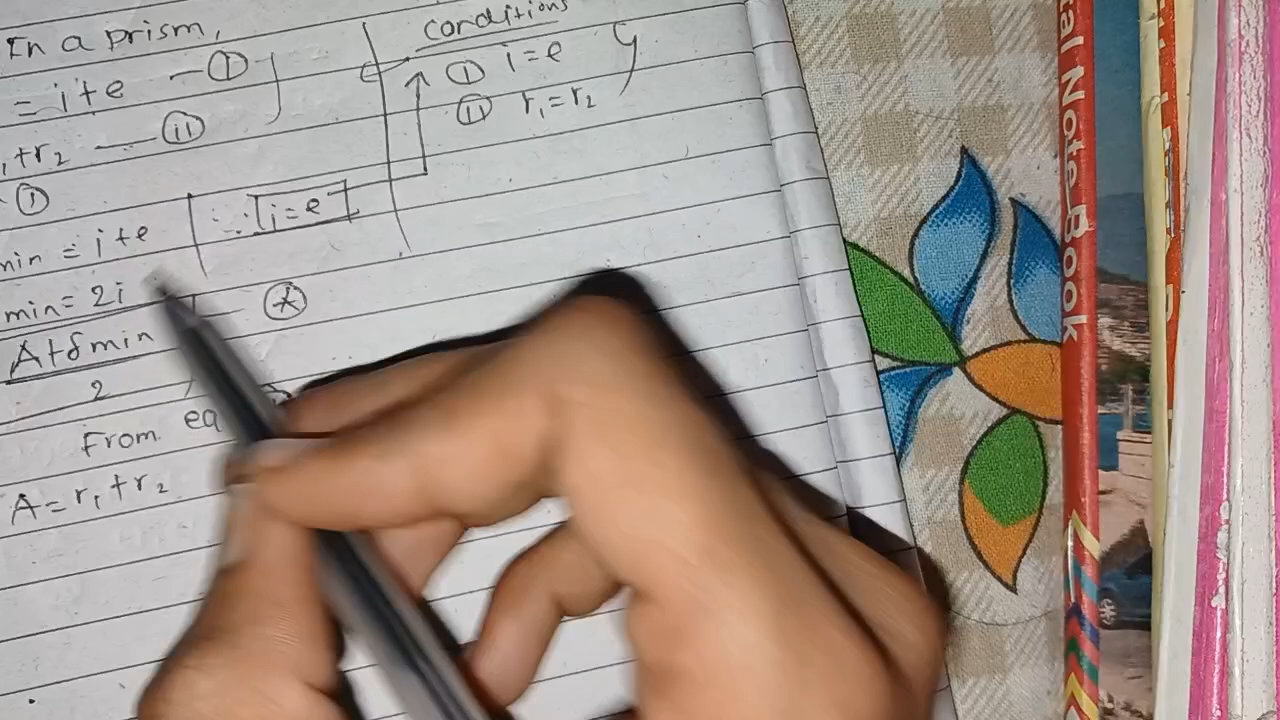 In a prism,
= i+e —①
+r₂ —ⅱ
①
min = i+e
∵ i=e
min = 2i
A+δmin
2
From eq
A = r₁ + r₂
conditions
① i=e
ⅱ r₁=r₂
tal Note Book